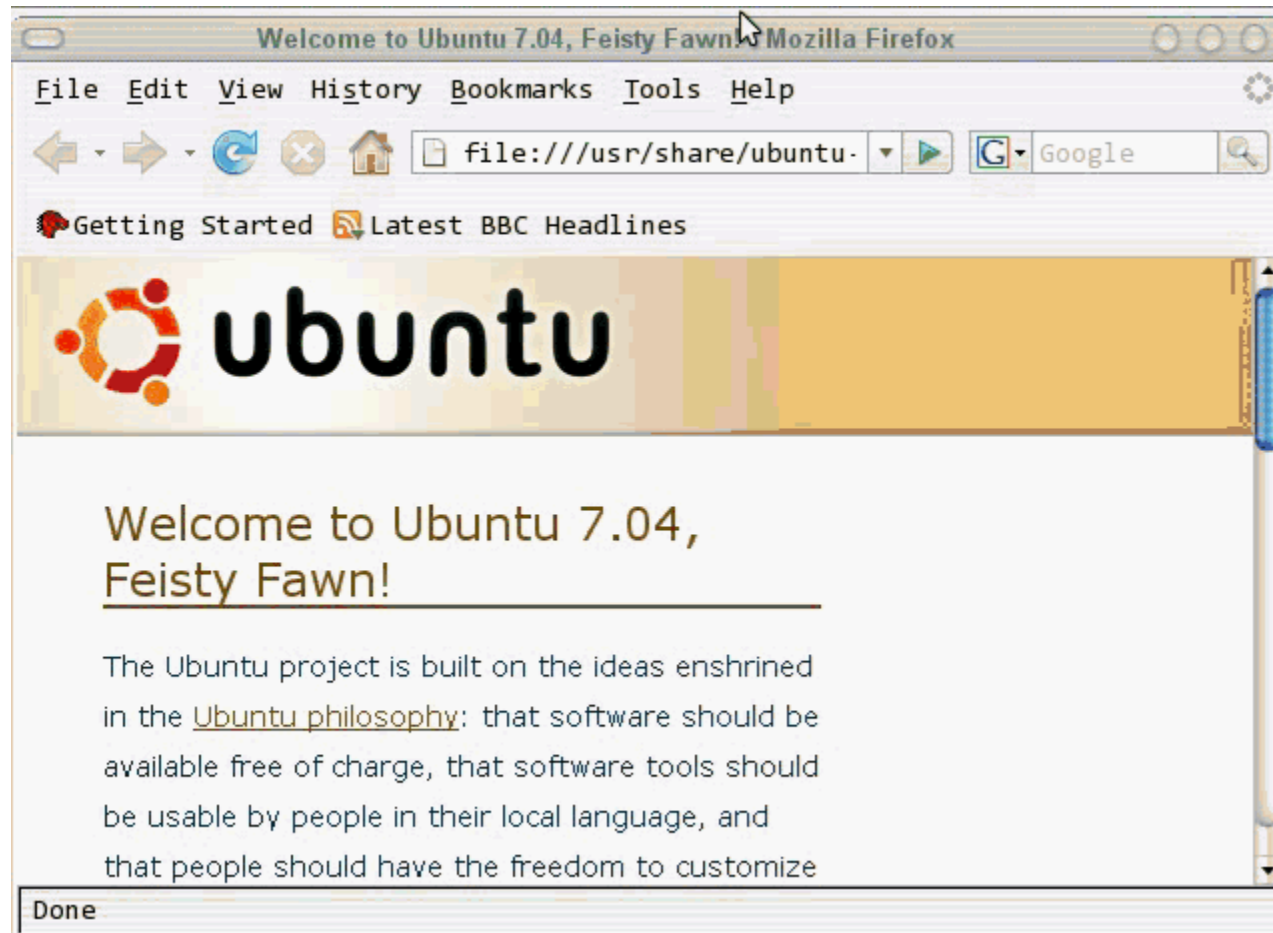 Welcome to Ubuntu 7.04, Feisty Fawn! Mozilla Firefox
File Edit View History Bookmarks Tools Help
file:///usr/share/ubuntu- G Google
Getting Started Latest BBC Headlines
ubuntu
Welcome to Ubuntu 7.04,
Feisty Fawn!
The Ubuntu project is built on the ideas enshrined
in the Ubuntu philosophy: that software should be
available free of charge, that software tools should
be usable by people in their local language, and
that people should have the freedom to customize
Done